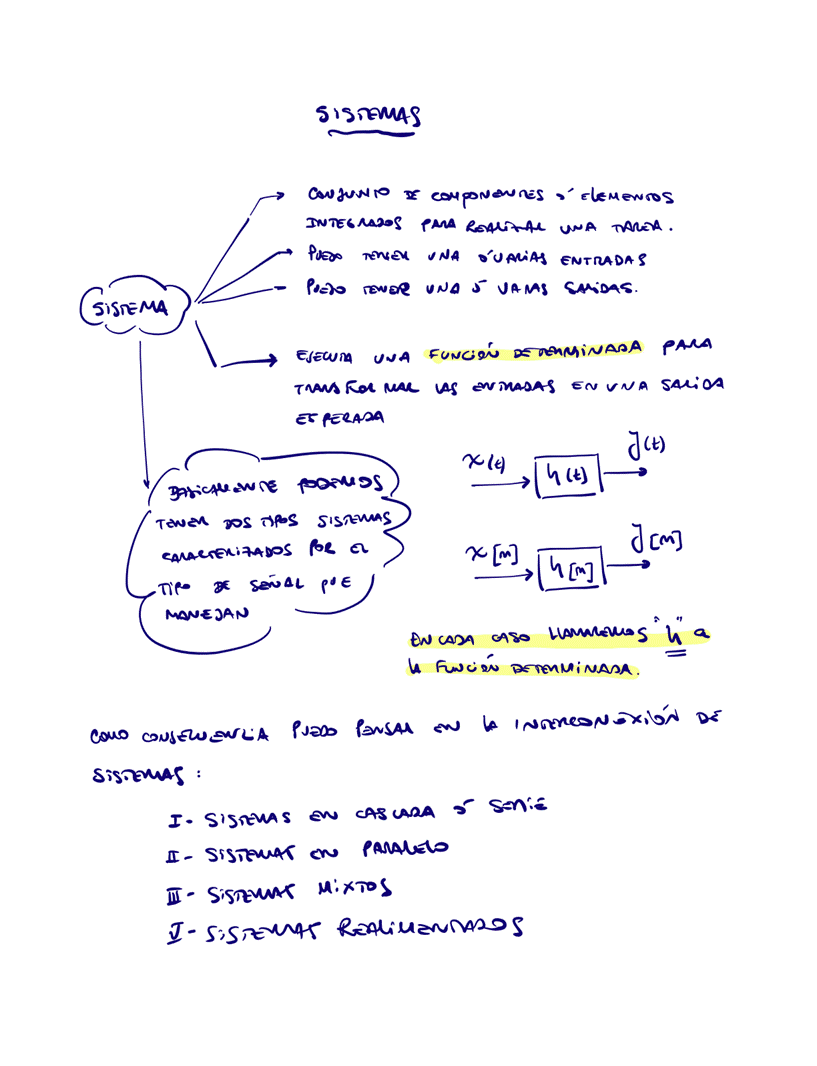 SISTEMAS
CONJUNTO DE COMPONENTES Ó ELEMENTOS
INTEGRADOS PARA REALIZAR UNA TAREA.
PUEDO TENER UNA Ó VARIAS ENTRADAS
PUEDO TENER UNA Ó VARAS SALIDAS.
SISTEMA
EJECUTA UNA FUNCIÓN DETERMINADA PARA
TRANSFORMAR LAS ENTRADAS EN UNA SALIDA
ESPERADA
x(t) h(t) y(t)
x[n] h[n] y[n]
BASICAMENTE PODEMOS
TENER DOS TIPOS SISTEMAS
CARACTERIZADOS POR EL
TIPO DE SEÑAL QUE
MANEJAN
EN CADA CASO LLAMAREMOS "h" a
la FUNCIÓN DETERMINADA.
COMO CONSECUENCIA PUEDO PENSAR EN LA INTERCONEXIÓN DE
SISTEMAS :
I- SISTEMAS EN CASCADA Ó SERIE
II- SISTEMAS EN PARALELO
III- SISTEMAS MIXTOS
V- SISTEMAS REALIMENTADOS